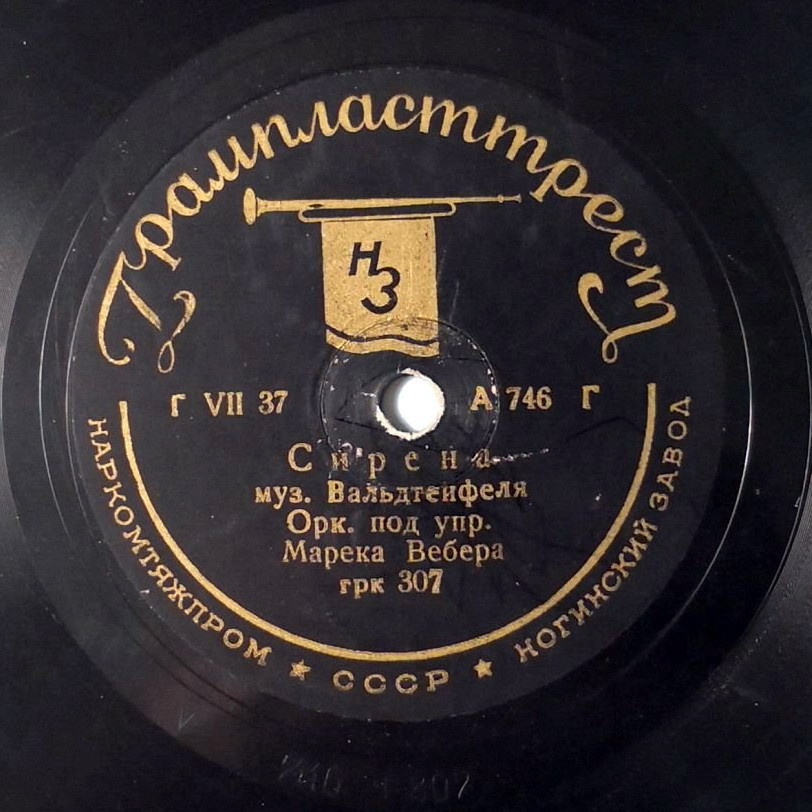 Грампласттрест
НЗ
Г VII 37
А 746 Г
Сирена
муз. Вальдтейфеля
Орк. под упр.
Марека Вебера
грк 307
НАРКОМТЯЖПРОМ ★ СССР ★ НОГИНСКИЙ ЗАВОД